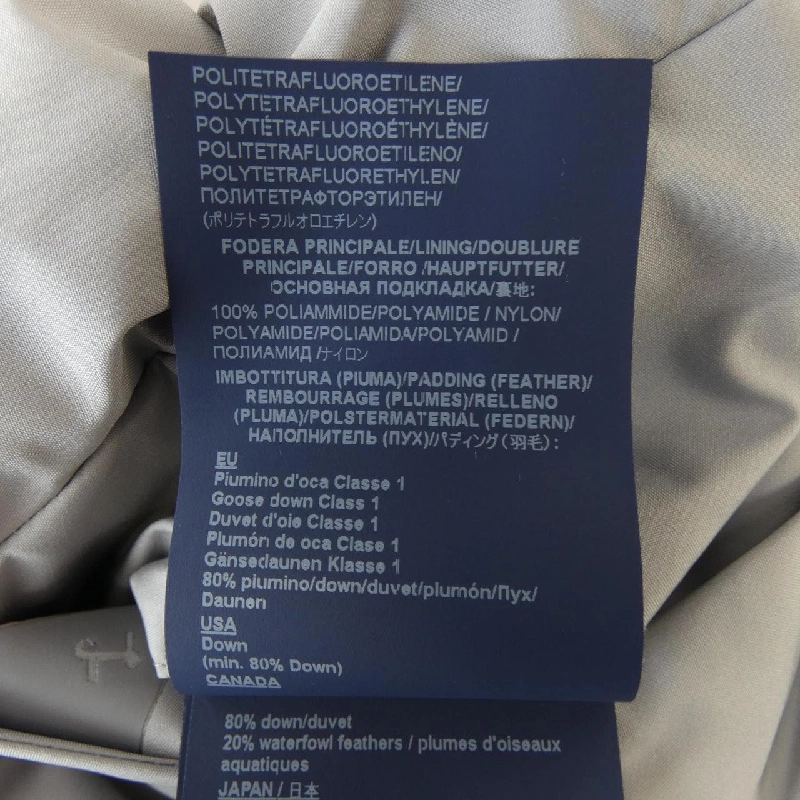 POLITETRAFLUOROETILENE/
POLYTETRAFLUOROETHYLENE/
POLYTÉTRAFLUOROÉTHYLÈNE/
POLITETRAFLUOROETILENO/
POLYTETRAFLUORETHYLEN/
ПОЛИТЕТРАФТОРЭТИЛЕН/
(ポリテトラフルオロエチレン)
FODERA PRINCIPALE/LINING/DOUBLURE
PRINCIPALE/FORRO /HAUPTFUTTER/
ОСНОВНАЯ ПОДКЛАДКА/裏地:
100% POLIAMMIDE/POLYAMIDE / NYLON/
POLYAMIDE/POLIAMIDA/POLYAMID /
ПОЛИАМИД /ナイロン
IMBOTTITURA (PIUMA)/PADDING (FEATHER)/
REMBOURRAGE (PLUMES)/RELLENO
(PLUMA)/POLSTERMATERIAL (FEDERN)/
НАПОЛНИТЕЛЬ (ПУХ)/パディング(羽毛):
EU
Piumino d'oca Classe 1
Goose down Class 1
Duvet d'oie Classe 1
Plumón de oca Clase 1
Gänsedaunen Klasse 1
80% piumino/down/duvet/plumón/Пух/
Daunen
USA
Down
(min. 80% Down)
CANADA
80% down/duvet
20% waterfowl feathers / plumes d'oiseaux
aquatiques
JAPAN / 日本